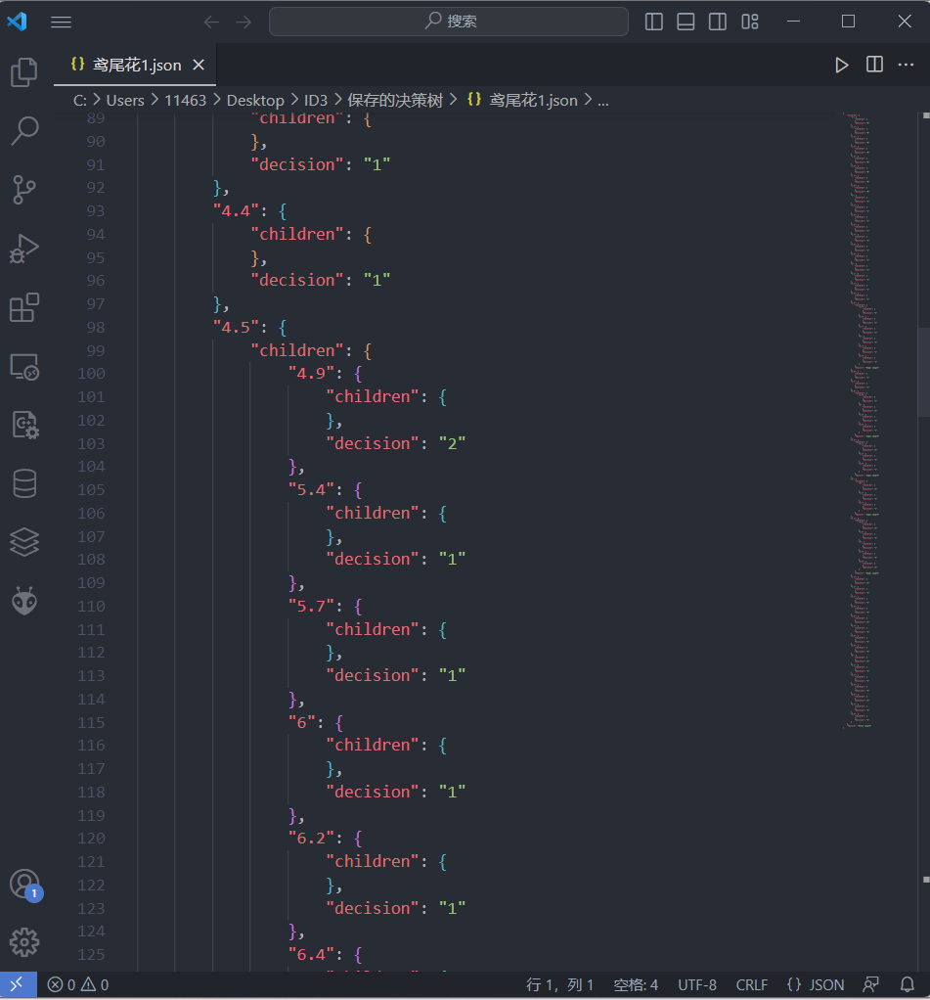 搜索
鸢尾花1.json
C: > Users > 11463 > Desktop > ID3 > 保存的决策树 > {} 鸢尾花1.json > ...
89 "children": {
90 },
91 "decision": "1"
92 },
93 "4.4": {
94 "children": {
95 },
96 "decision": "1"
97 },
98 "4.5": {
99 "children": {
100 "4.9": {
101 "children": {
102 },
103 "decision": "2"
104 },
105 "5.4": {
106 "children": {
107 },
108 "decision": "1"
109 },
110 "5.7": {
111 "children": {
112 },
113 "decision": "1"
114 },
115 "6": {
116 "children": {
117 },
118 "decision": "1"
119 },
120 "6.2": {
121 "children": {
122 },
123 "decision": "1"
124 },
125 "6.4": {
1
0 0 行 1，列 1 空格: 4 UTF-8 CRLF {} JSON